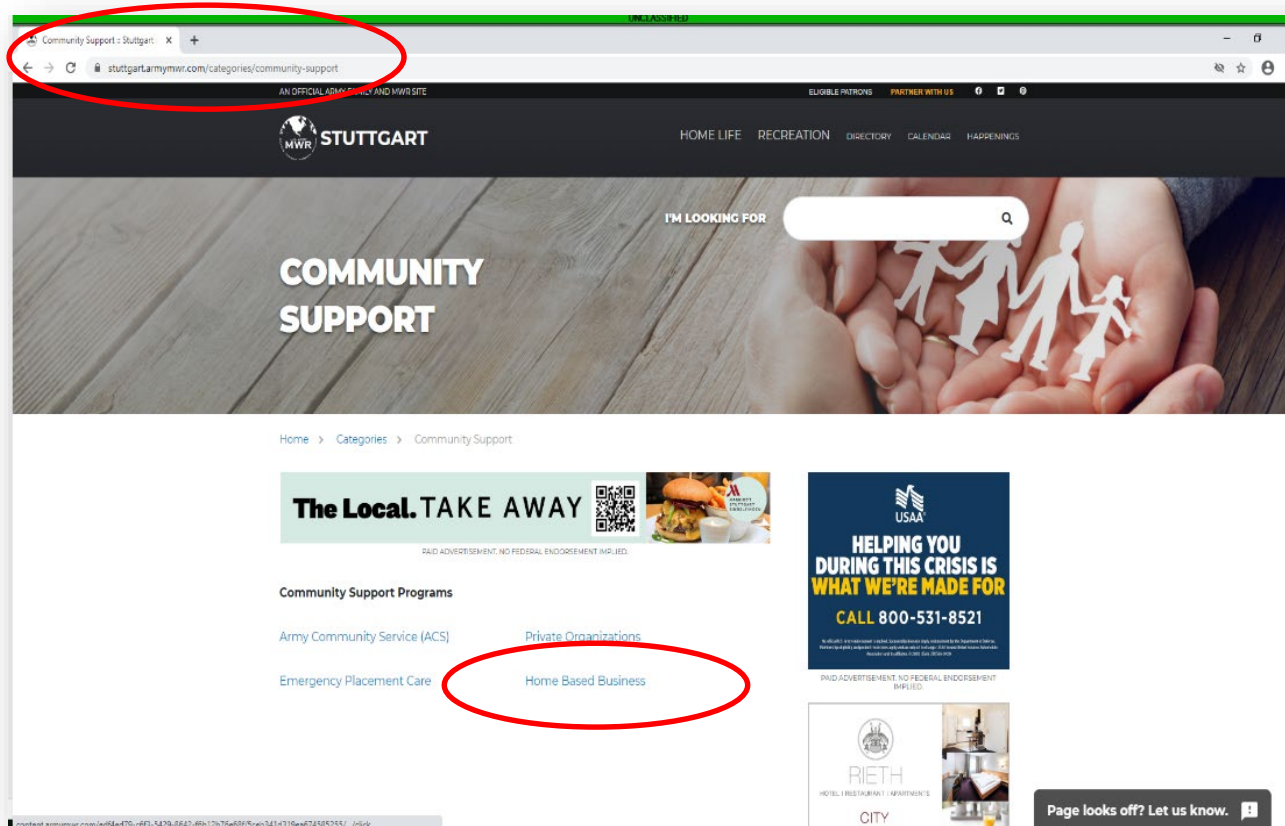 UNCLASSIFIED
Community Support :: Stuttgart
stuttgart.armymwr.com/categories/community-support
AN OFFICIAL ARMY FAMILY AND MWR SITE
ELIGIBLE PATRONS PARTNER WITH US
MWR STUTTGART
HOME LIFE RECREATION DIRECTORY CALENDAR HAPPENINGS
I'M LOOKING FOR
COMMUNITY
SUPPORT
Home > Categories > Community Support
The Local. TAKE AWAY
MARRIOTT
STUTTGART
SINDELFINGEN
PAID ADVERTISEMENT. NO FEDERAL ENDORSEMENT IMPLIED.
Community Support Programs
Army Community Service (ACS) Private Organizations
Emergency Placement Care Home Based Business
USAA
HELPING YOU
DURING THIS CRISIS IS
WHAT WE'RE MADE FOR
CALL 800-531-8521
PAID ADVERTISEMENT. NO FEDERAL ENDORSEMENT
IMPLIED.
RIETH
HOTEL | RESTAURANT | APARTMENTS
CITY
Page looks off? Let us know.